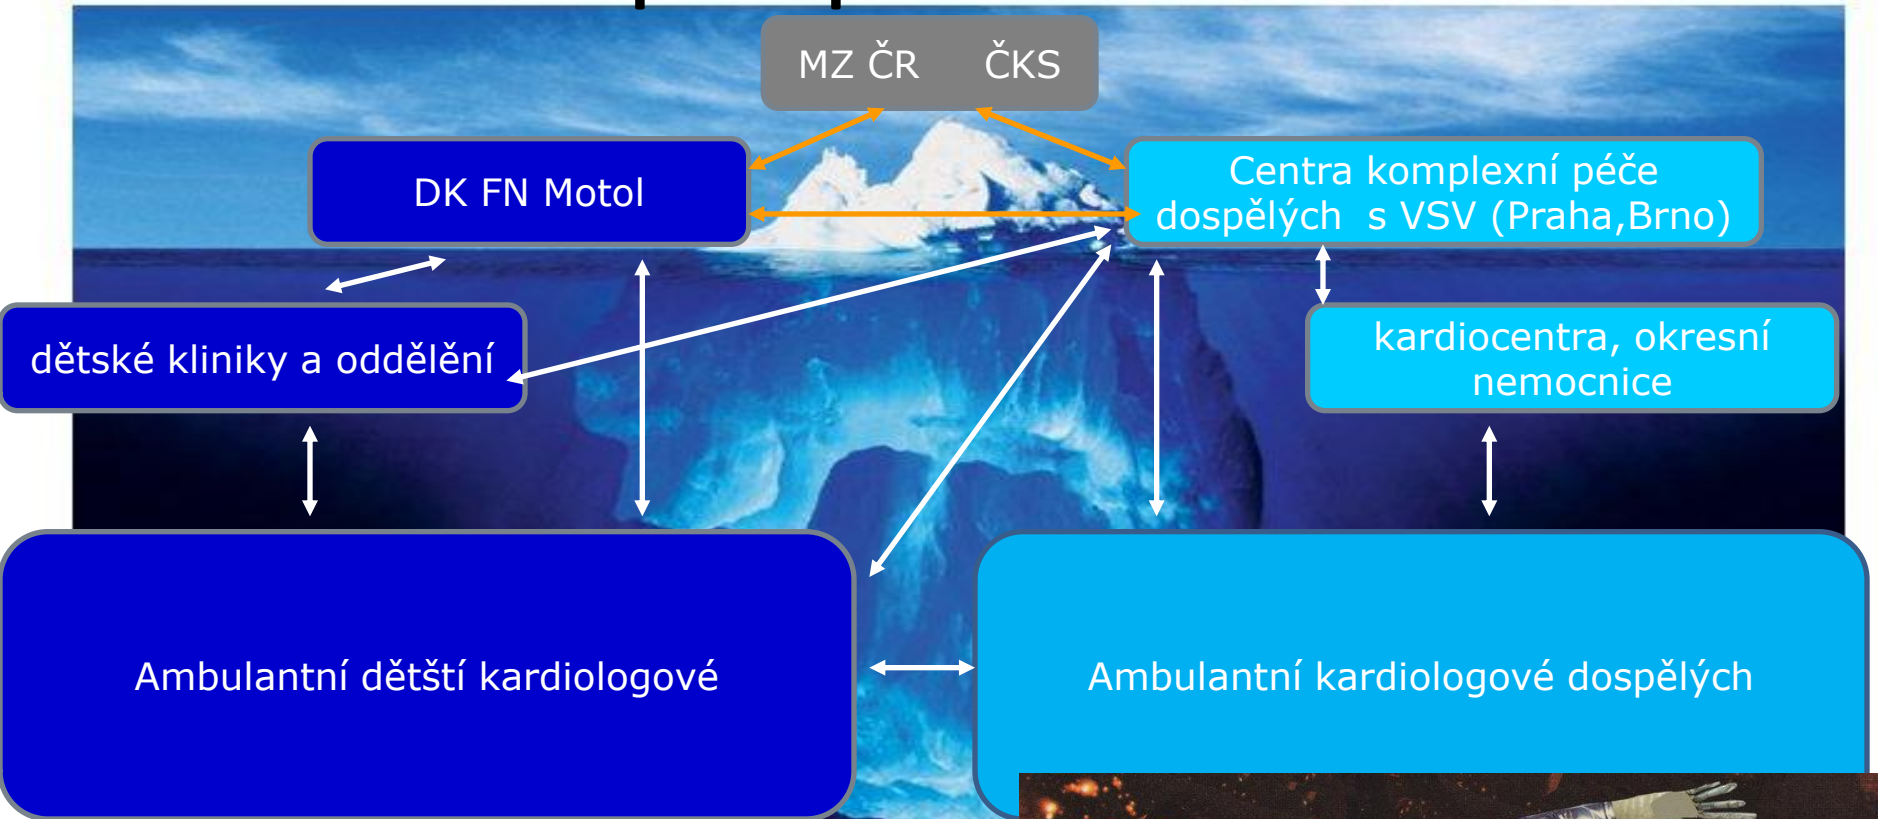 MZ ČR ČKS
DK FN Motol
Centra komplexní péče
dospělých s VSV (Praha,Brno)
dětské kliniky a oddělění
kardiocentra, okresní
nemocnice
Ambulantní dětští kardiologové
Ambulantní kardiologové dospělých